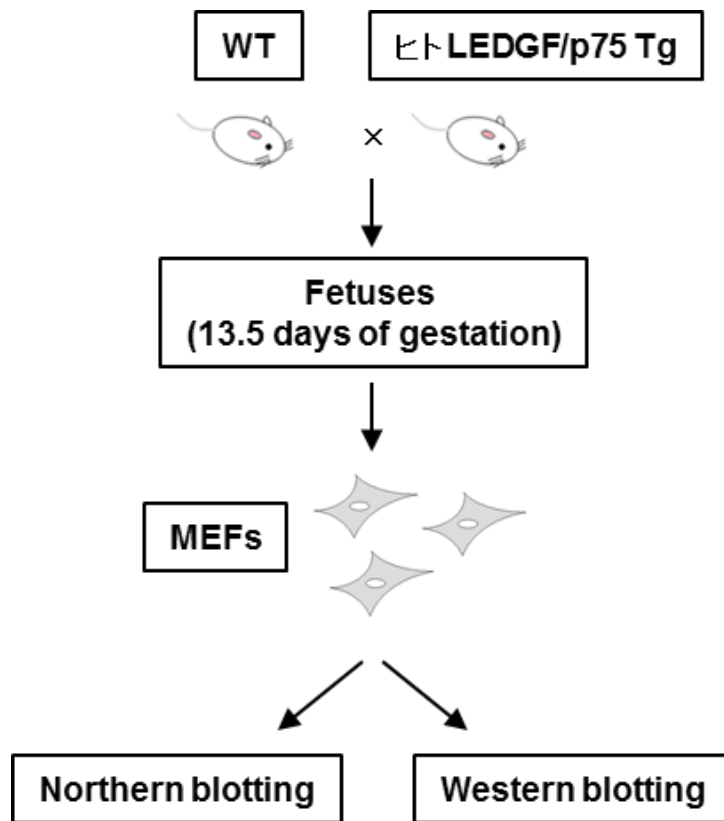 WT
ヒトLEDGF/p75 Tg
×
Fetuses
(13.5 days of gestation)
MEFs
Northern blotting
Western blotting